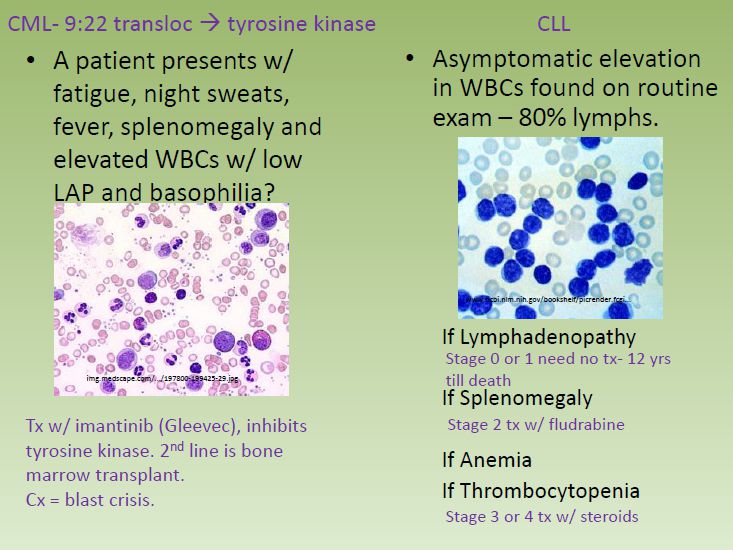 CML- 9:22 transloc → tyrosine kinase
• A patient presents w/
fatigue, night sweats,
fever, splenomegaly and
elevated WBCs w/ low
LAP and basophilia?
img.medscape.com/.../197800-199425-29.jpg
Tx w/ imantinib (Gleevec), inhibits
tyrosine kinase. 2nd line is bone
marrow transplant.
Cx = blast crisis.
CLL
• Asymptomatic elevation
in WBCs found on routine
exam – 80% lymphs.
www.ncbi.nlm.nih.gov/bookshelf/picrender.fcgi...
If Lymphadenopathy
Stage 0 or 1 need no tx- 12 yrs
till death
If Splenomegaly
Stage 2 tx w/ fludrabine
If Anemia
If Thrombocytopenia
Stage 3 or 4 tx w/ steroids